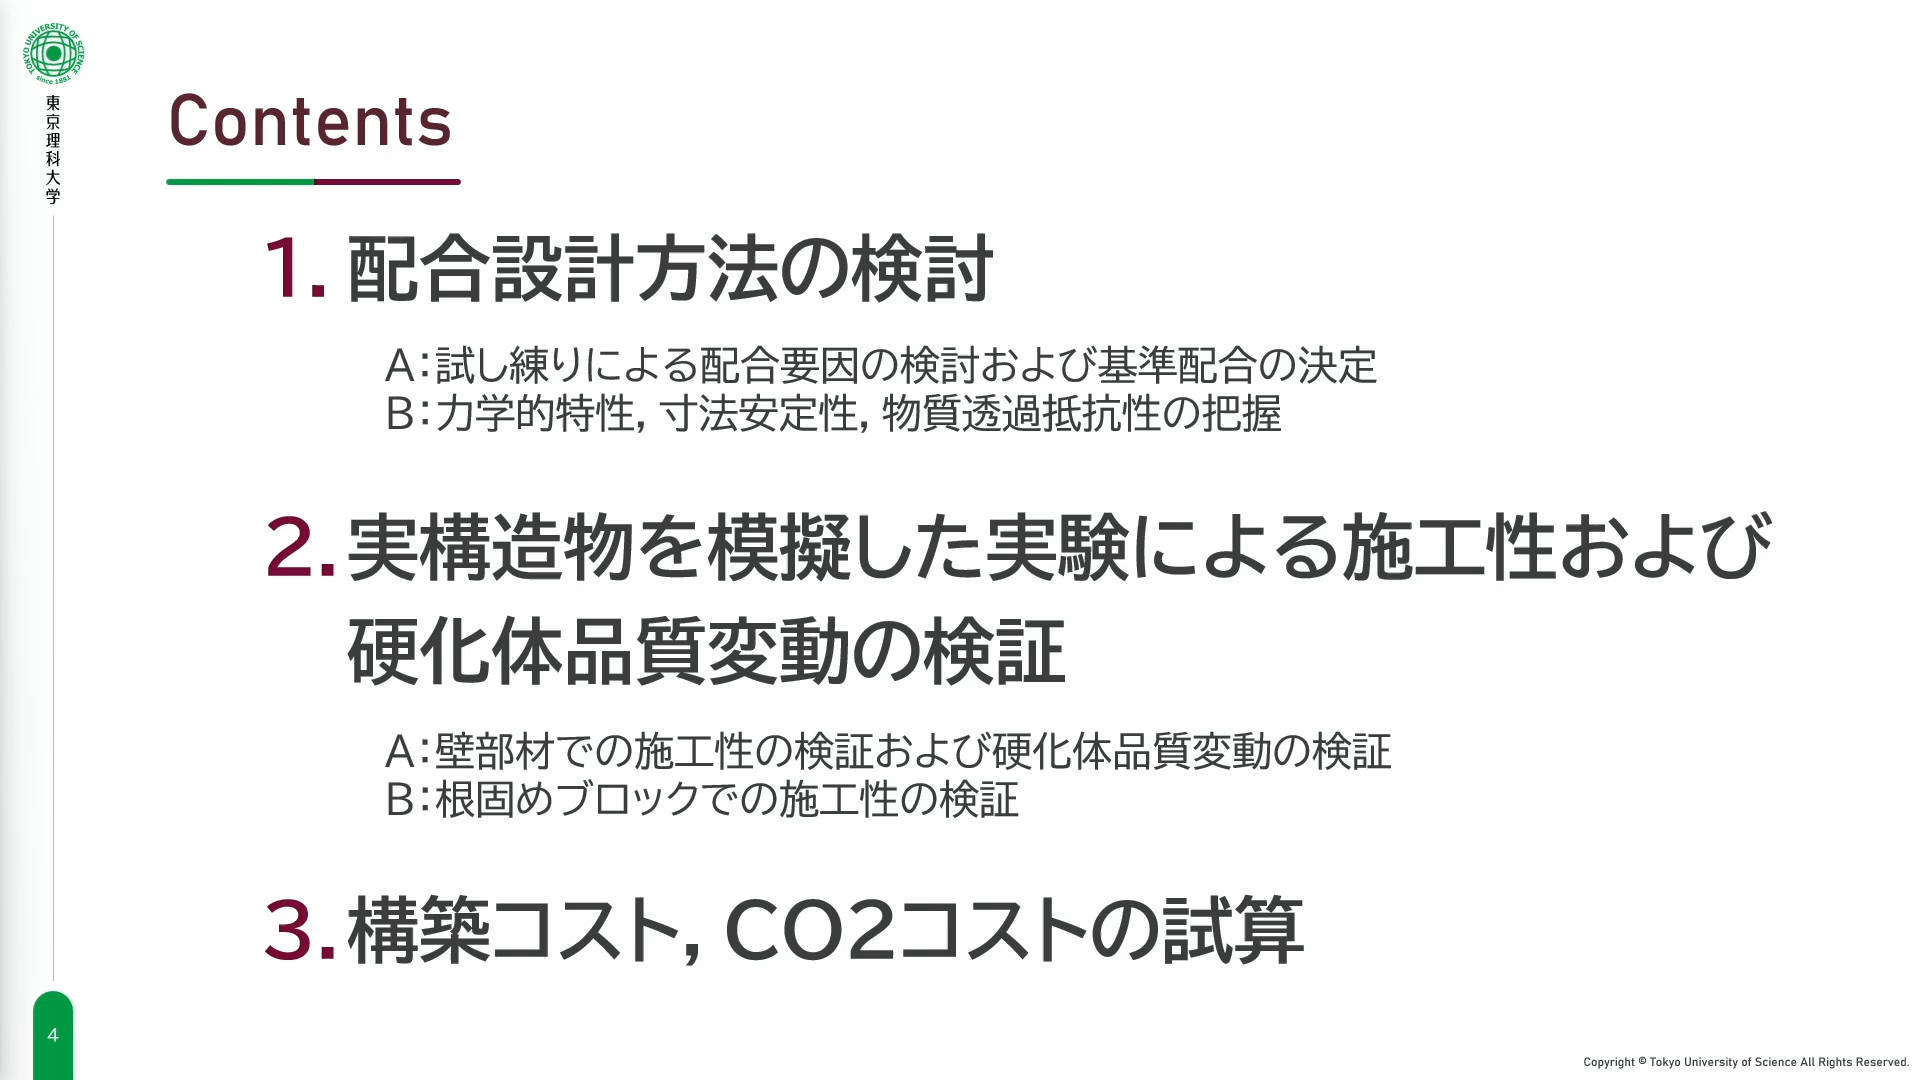 TOKYO UNIVERSITY OF SCIENCE
since 1881
東京理科大学
Contents
1. 配合設計方法の検討
A：試し練りによる配合要因の検討および基準配合の決定
B：力学的特性, 寸法安定性, 物質透過抵抗性の把握
2. 実構造物を模擬した実験による施工性および
硬化体品質変動の検証
A：壁部材での施工性の検証および硬化体品質変動の検証
B：根固めブロックでの施工性の検証
3. 構築コスト, CO2コストの試算
4
Copyright © Tokyo University of Science All Rights Reserved.